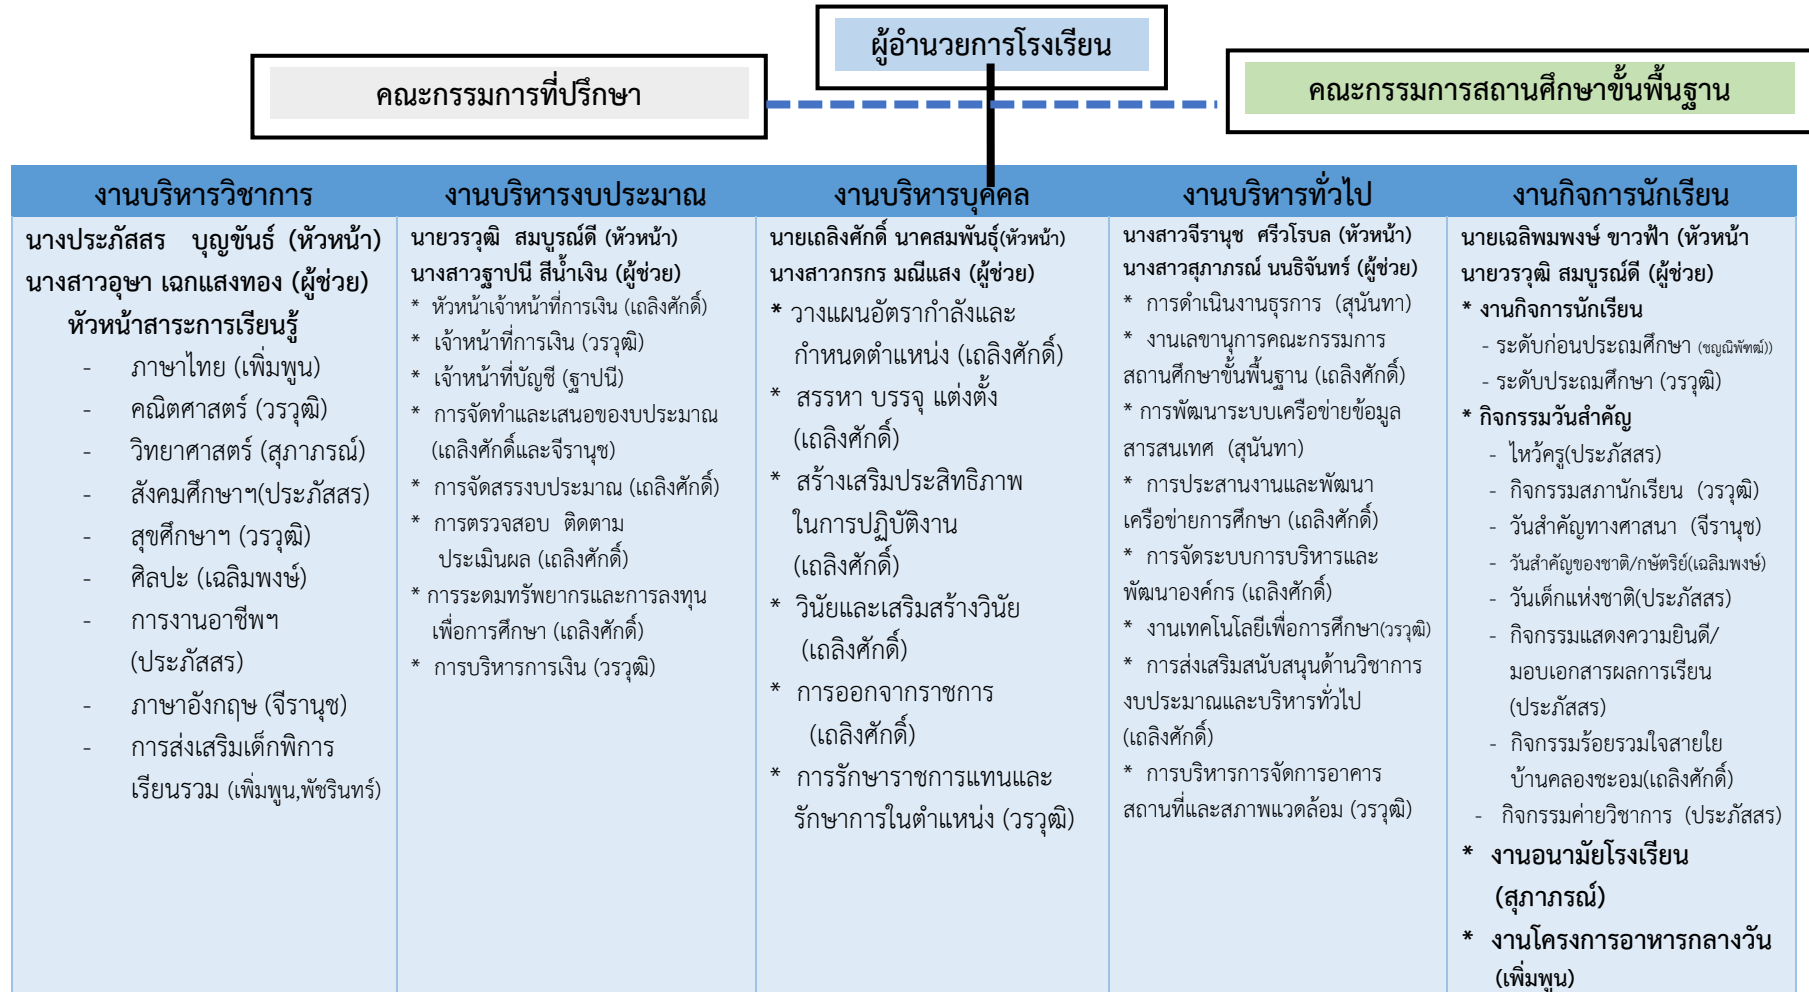 ผู้อำนวยการโรงเรียน
คณะกรรมการที่ปรึกษา
คณะกรรมการสถานศึกษาขั้นพื้นฐาน
งานบริหารวิชาการ
นางประภัสสร บุญขันธ์ (หัวหน้า)
นางสาวอุษา เฉกแสงทอง (ผู้ช่วย)
หัวหน้าสาระการเรียนรู้
- ภาษาไทย (เพิ่มพูน)
- คณิตศาสตร์ (วรวุฒิ)
- วิทยาศาสตร์ (สุภาภรณ์)
- สังคมศึกษาฯ(ประภัสสร)
- สุขศึกษาฯ (วรวุฒิ)
- ศิลปะ (เฉลิมพงษ์)
- การงานอาชีพฯ
(ประภัสสร)
- ภาษาอังกฤษ (จีรานุช)
- การส่งเสริมเด็กพิการ
เรียนรวม (เพิ่มพูน,พัชรินทร์)
งานบริหารงบประมาณ
นายวรวุฒิ สมบูรณ์ดี (หัวหน้า)
นางสาวฐาปนี สีน้ำเงิน (ผู้ช่วย)
* หัวหน้าเจ้าหน้าที่การเงิน (เถลิงศักดิ์)
* เจ้าหน้าที่การเงิน (วรวุฒิ)
* เจ้าหน้าที่บัญชี (ฐาปนี)
* การจัดทำและเสนอของบประมาณ
(เถลิงศักดิ์และจีรานุช)
* การจัดสรรงบประมาณ (เถลิงศักดิ์)
* การตรวจสอบ ติดตาม
ประเมินผล (เถลิงศักดิ์)
* การระดมทรัพยากรและการลงทุน
เพื่อการศึกษา (เถลิงศักดิ์)
* การบริหารการเงิน (วรวุฒิ)
งานบริหารบุคคล
นายเถลิงศักดิ์ นาคสมพันธุ์(หัวหน้า)
นางสาวกรกร มณีแสง (ผู้ช่วย)
* วางแผนอัตรากำลังและ
กำหนดตำแหน่ง (เถลิงศักดิ์)
* สรรหา บรรจุ แต่งตั้ง
(เถลิงศักดิ์)
* สร้างเสริมประสิทธิภาพ
ในการปฏิบัติงาน
(เถลิงศักดิ์)
* วินัยและเสริมสร้างวินัย
(เถลิงศักดิ์)
* การออกจากราชการ
(เถลิงศักดิ์)
* การรักษาราชการแทนและ
รักษาการในตำแหน่ง (วรวุฒิ)
งานบริหารทั่วไป
นางสาวจีรานุช ศรีวโรบล (หัวหน้า)
นางสาวสุภาภรณ์ นนธิจันทร์ (ผู้ช่วย)
* การดำเนินงานธุรการ (สุนันทา)
* งานเลขานุการคณะกรรมการ
สถานศึกษาขั้นพื้นฐาน (เถลิงศักดิ์)
* การพัฒนาระบบเครือข่ายข้อมูล
สารสนเทศ (สุนันทา)
* การประสานงานและพัฒนา
เครือข่ายการศึกษา (เถลิงศักดิ์)
* การจัดระบบการบริหารและ
พัฒนาองค์กร (เถลิงศักดิ์)
* งานเทคโนโลยีเพื่อการศึกษา(วรวุฒิ)
* การส่งเสริมสนับสนุนด้านวิชาการ
งบประมาณและบริหารทั่วไป
(เถลิงศักดิ์)
* การบริหารการจัดการอาคาร
สถานที่และสภาพแวดล้อม (วรวุฒิ)
งานกิจการนักเรียน
นายเฉลิพมพงษ์ ขาวฟ้า (หัวหน้า
นายวรวุฒิ สมบูรณ์ดี (ผู้ช่วย)
* งานกิจการนักเรียน
- ระดับก่อนประถมศึกษา (ชญณิพัฑฒ์))
- ระดับประถมศึกษา (วรวุฒิ)
* กิจกรรมวันสำคัญ
- ไหว้ครู(ประภัสสร)
- กิจกรรมสภานักเรียน (วรวุฒิ)
- วันสำคัญทางศาสนา (จีรานุช)
- วันสำคัญของชาติ/กษัตริย์(เฉลิมพงษ์)
- วันเด็กแห่งชาติ(ประภัสสร)
- กิจกรรมแสดงความยินดี/
มอบเอกสารผลการเรียน
(ประภัสสร)
- กิจกรรมร้อยรวมใจสายใย
บ้านคลองชะอม(เถลิงศักดิ์)
- กิจกรรมค่ายวิชาการ (ประภัสสร)
* งานอนามัยโรงเรียน
(สุภาภรณ์)
* งานโครงการอาหารกลางวัน
(เพิ่มพูน)